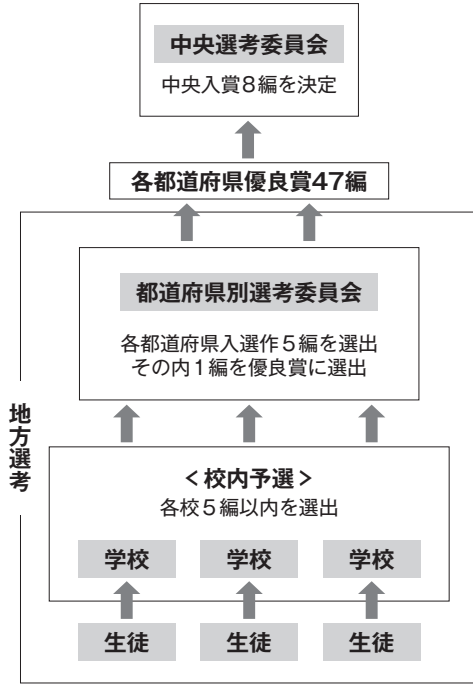 中央選考委員会
中央入賞8編を決定
各都道府県優良賞47編
都道府県別選考委員会
各都道府県入選作5編を選出
その内1編を優良賞に選出
地方選考
<校内予選>
各校5編以内を選出
学校 学校 学校
生徒 生徒 生徒